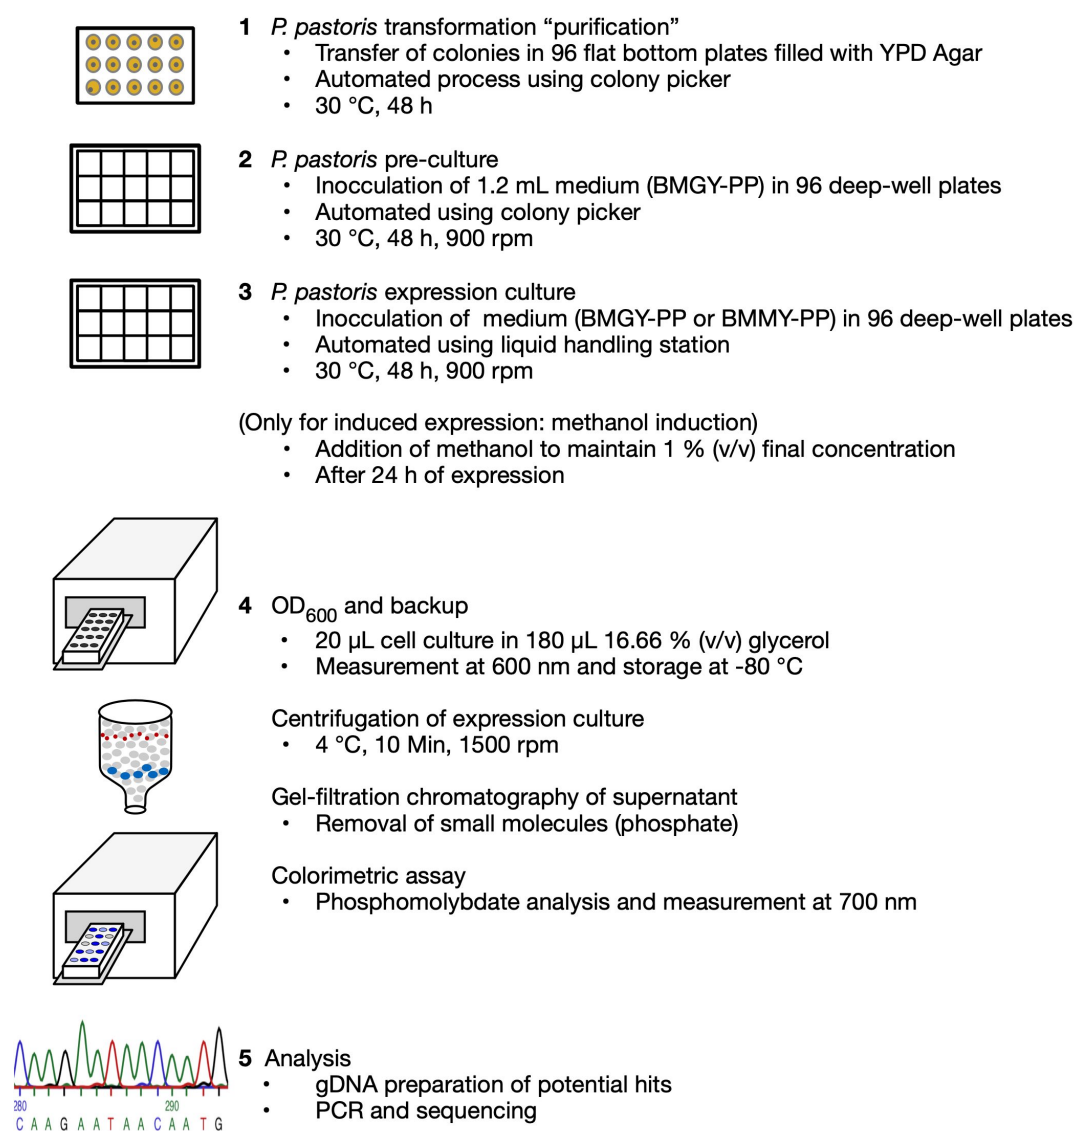 1 P. pastoris transformation “purification”
• Transfer of colonies in 96 flat bottom plates filled with YPD Agar
• Automated process using colony picker
• 30 °C, 48 h
2 P. pastoris pre-culture
• Inocculation of 1.2 mL medium (BMGY-PP) in 96 deep-well plates
• Automated using colony picker
• 30 °C, 48 h, 900 rpm
3 P. pastoris expression culture
• Inocculation of  medium (BMGY-PP or BMMY-PP) in 96 deep-well plates
• Automated using liquid handling station
• 30 °C, 48 h, 900 rpm
(Only for induced expression: methanol induction)
• Addition of methanol to maintain 1 % (v/v) final concentration
• After 24 h of expression
4 OD600 and backup
• 20 µL cell culture in 180 µL 16.66 % (v/v) glycerol
• Measurement at 600 nm and storage at -80 °C
Centrifugation of expression culture
• 4 °C, 10 Min, 1500 rpm
Gel-filtration chromatography of supernatant
• Removal of small molecules (phosphate)
Colorimetric assay
• Phosphomolybdate analysis and measurement at 700 nm
5 Analysis
• gDNA preparation of potential hits
• PCR and sequencing
280 290
C A A G A A T A A C A A T G